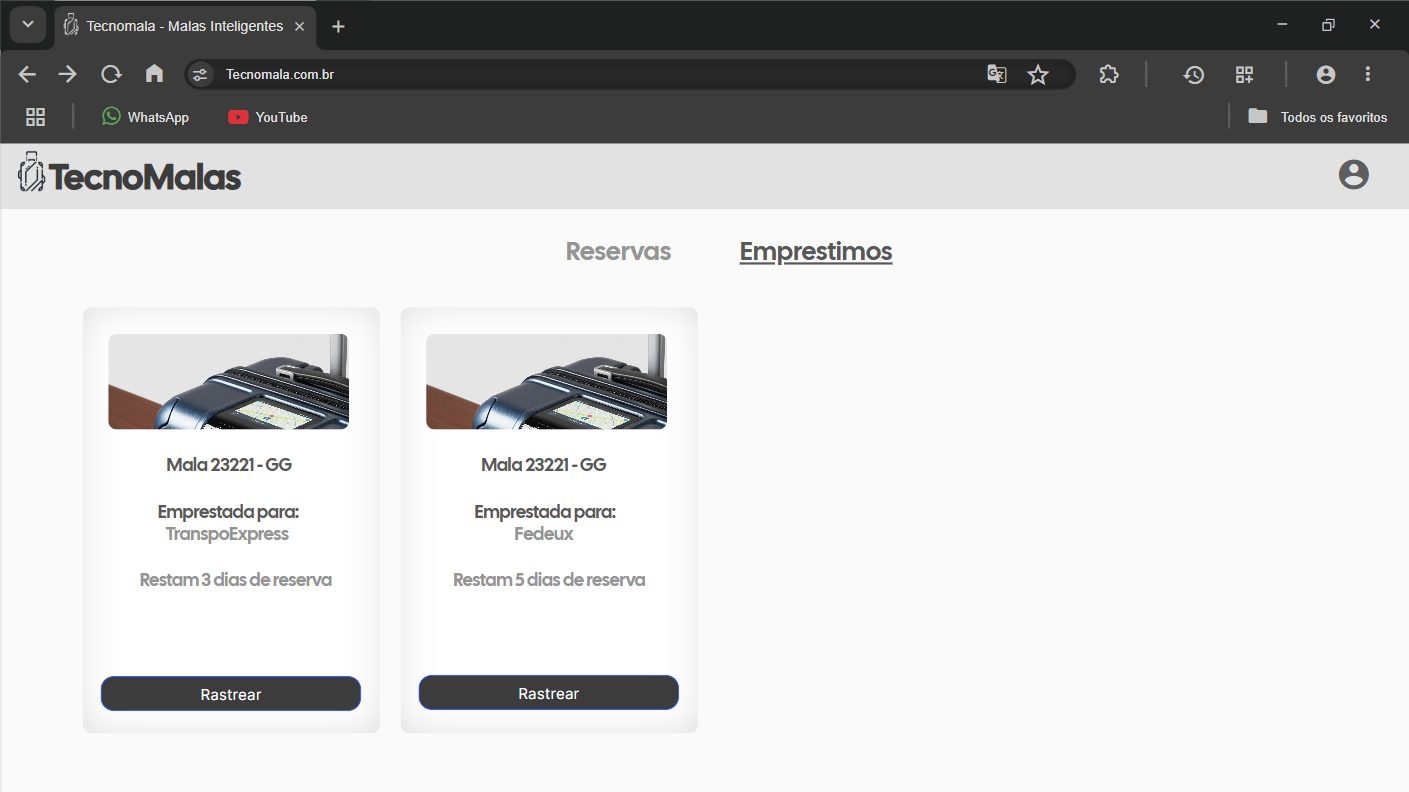 Tecnomala - Malas Inteligentes
Tecnomala.com.br
WhatsApp
YouTube
Todos os favoritos
TecnoMalas
Reservas
Emprestimos
Mala 23221 - GG
Emprestada para:
TranspoExpress
Restam 3 dias de reserva
Rastrear
Mala 23221 - GG
Emprestada para:
Fedeux
Restam 5 dias de reserva
Rastrear